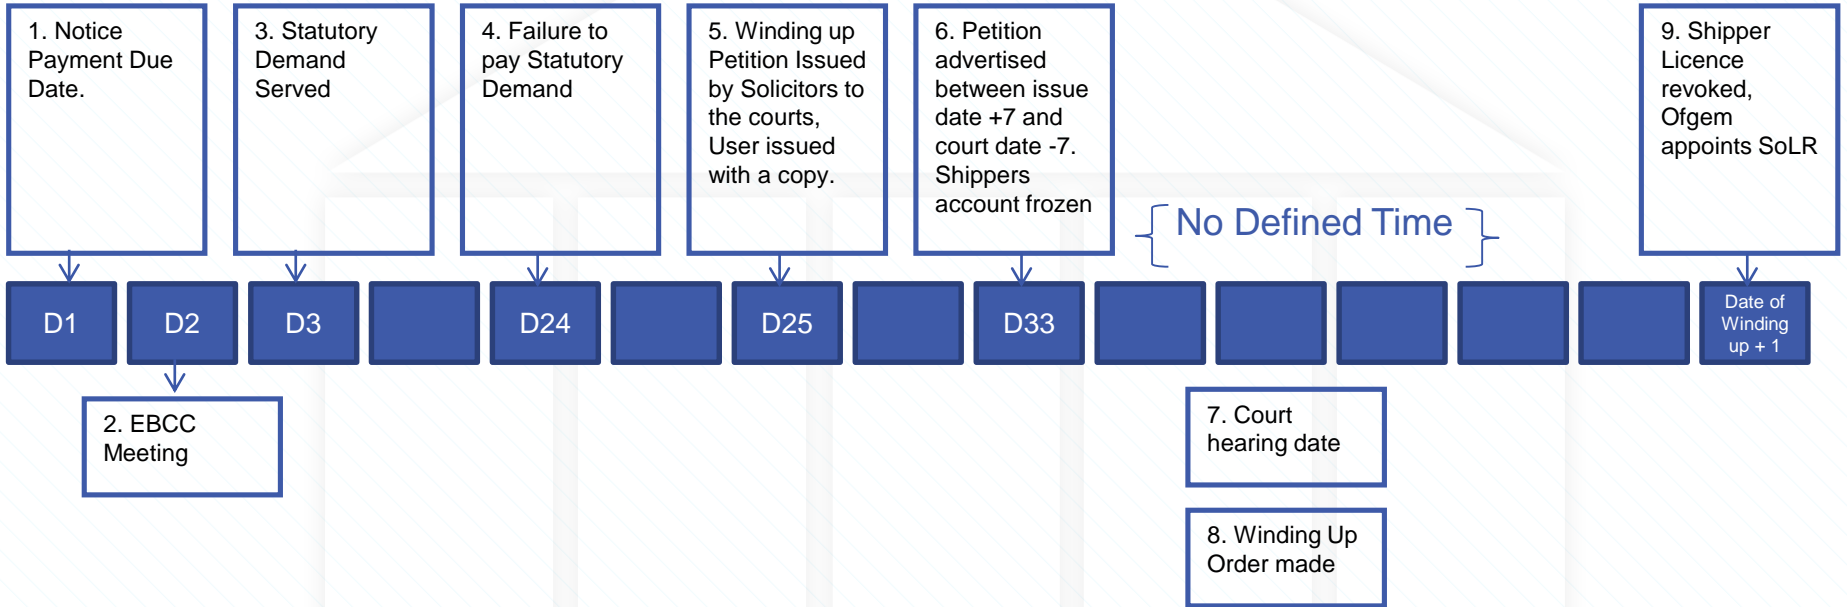 1. Notice
Payment Due
Date.
3. Statutory
Demand
Served
4. Failure to
pay Statutory
Demand
5. Winding up
Petition Issued
by Solicitors to
the courts,
User issued
with a copy.
6. Petition
advertised
between issue
date +7 and
court date -7.
Shippers
account frozen
9. Shipper
Licence
revoked,
Ofgem
appoints SoLR
No Defined Time
D1
D2
D3
D24
D25
D33
Date of
Winding
up + 1
2. EBCC
Meeting
7. Court
hearing date
8. Winding Up
Order made